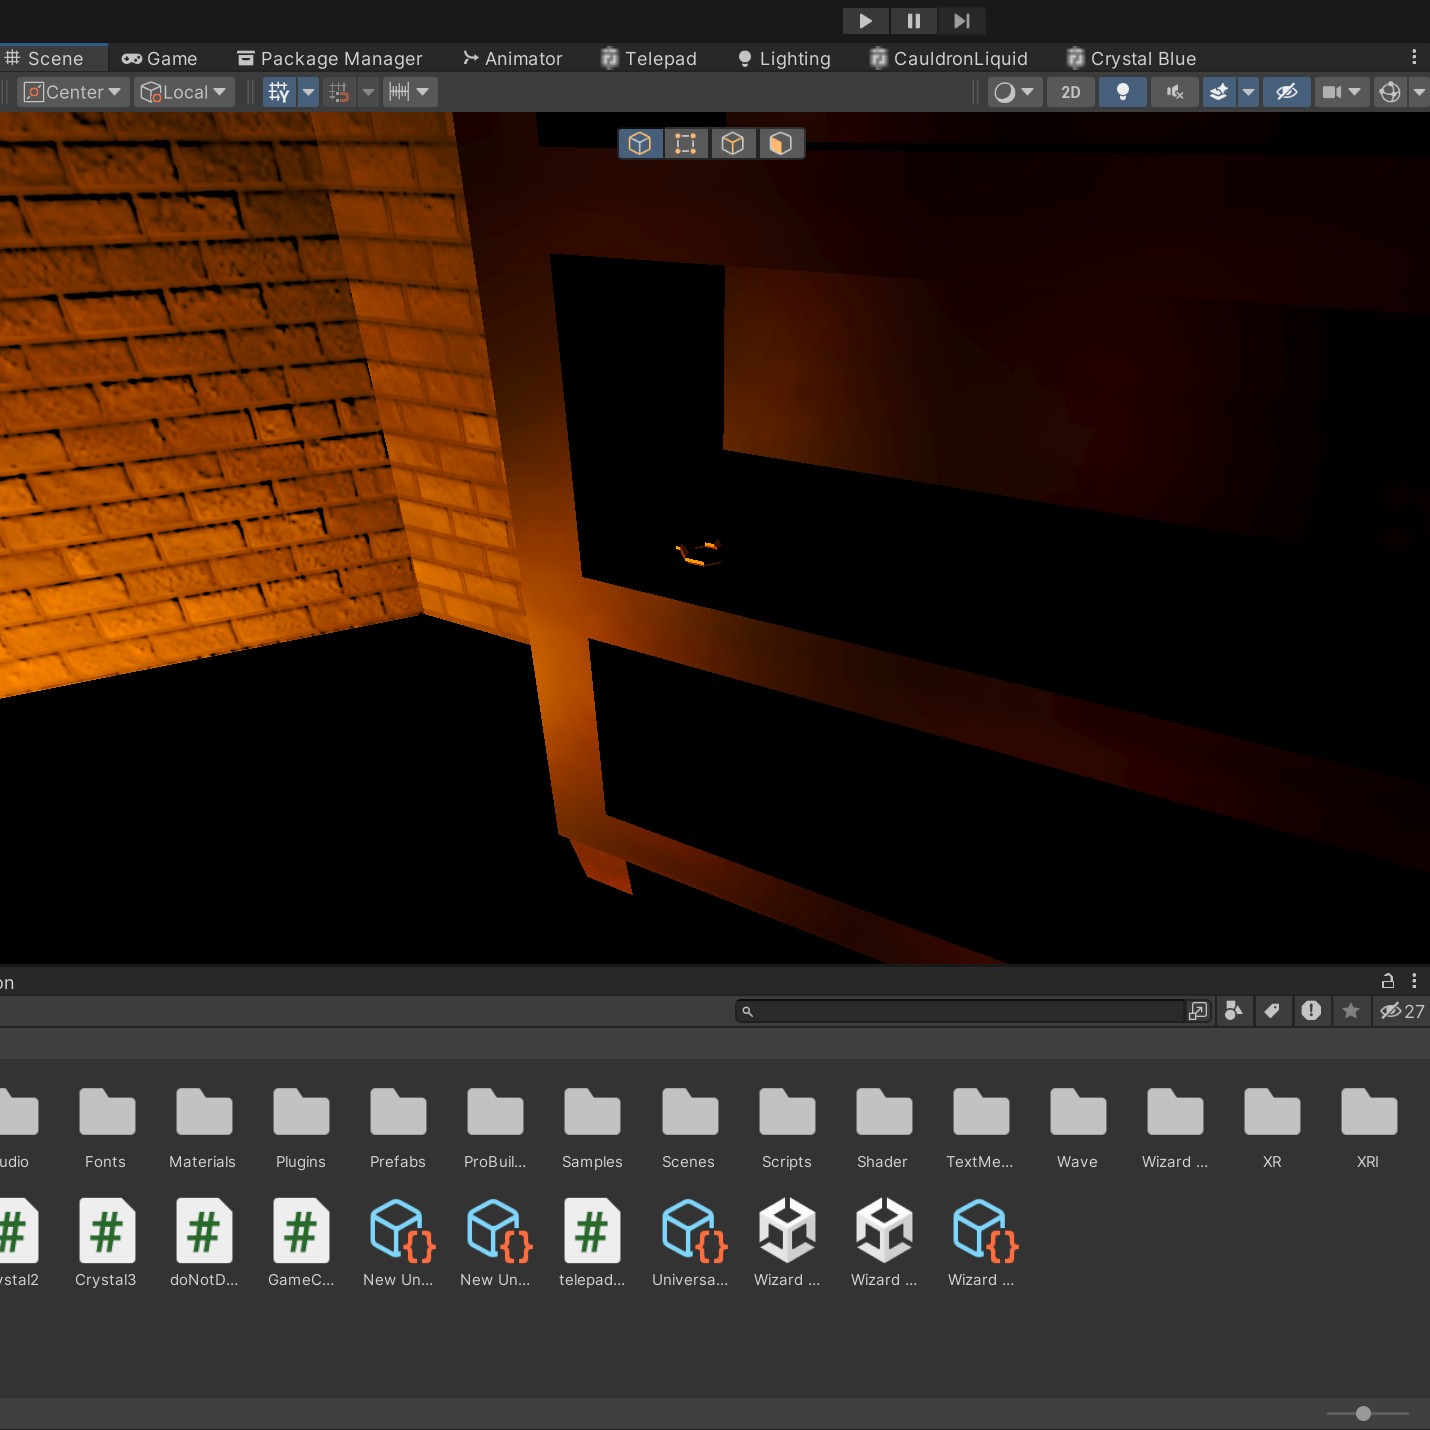 Scene Game Package Manager Animator Telepad Lighting CauldronLiquid Crystal Blue
Center Local Y 2D
on
27
udio Fonts Materials Plugins Prefabs ProBuil... Samples Scenes Scripts Shader TextMe... Wave Wizard ... XR XRI
ystal2 Crystal3 doNotD... GameC... New Un... New Un... telepad... Universa... Wizard ... Wizard ... Wizard ...